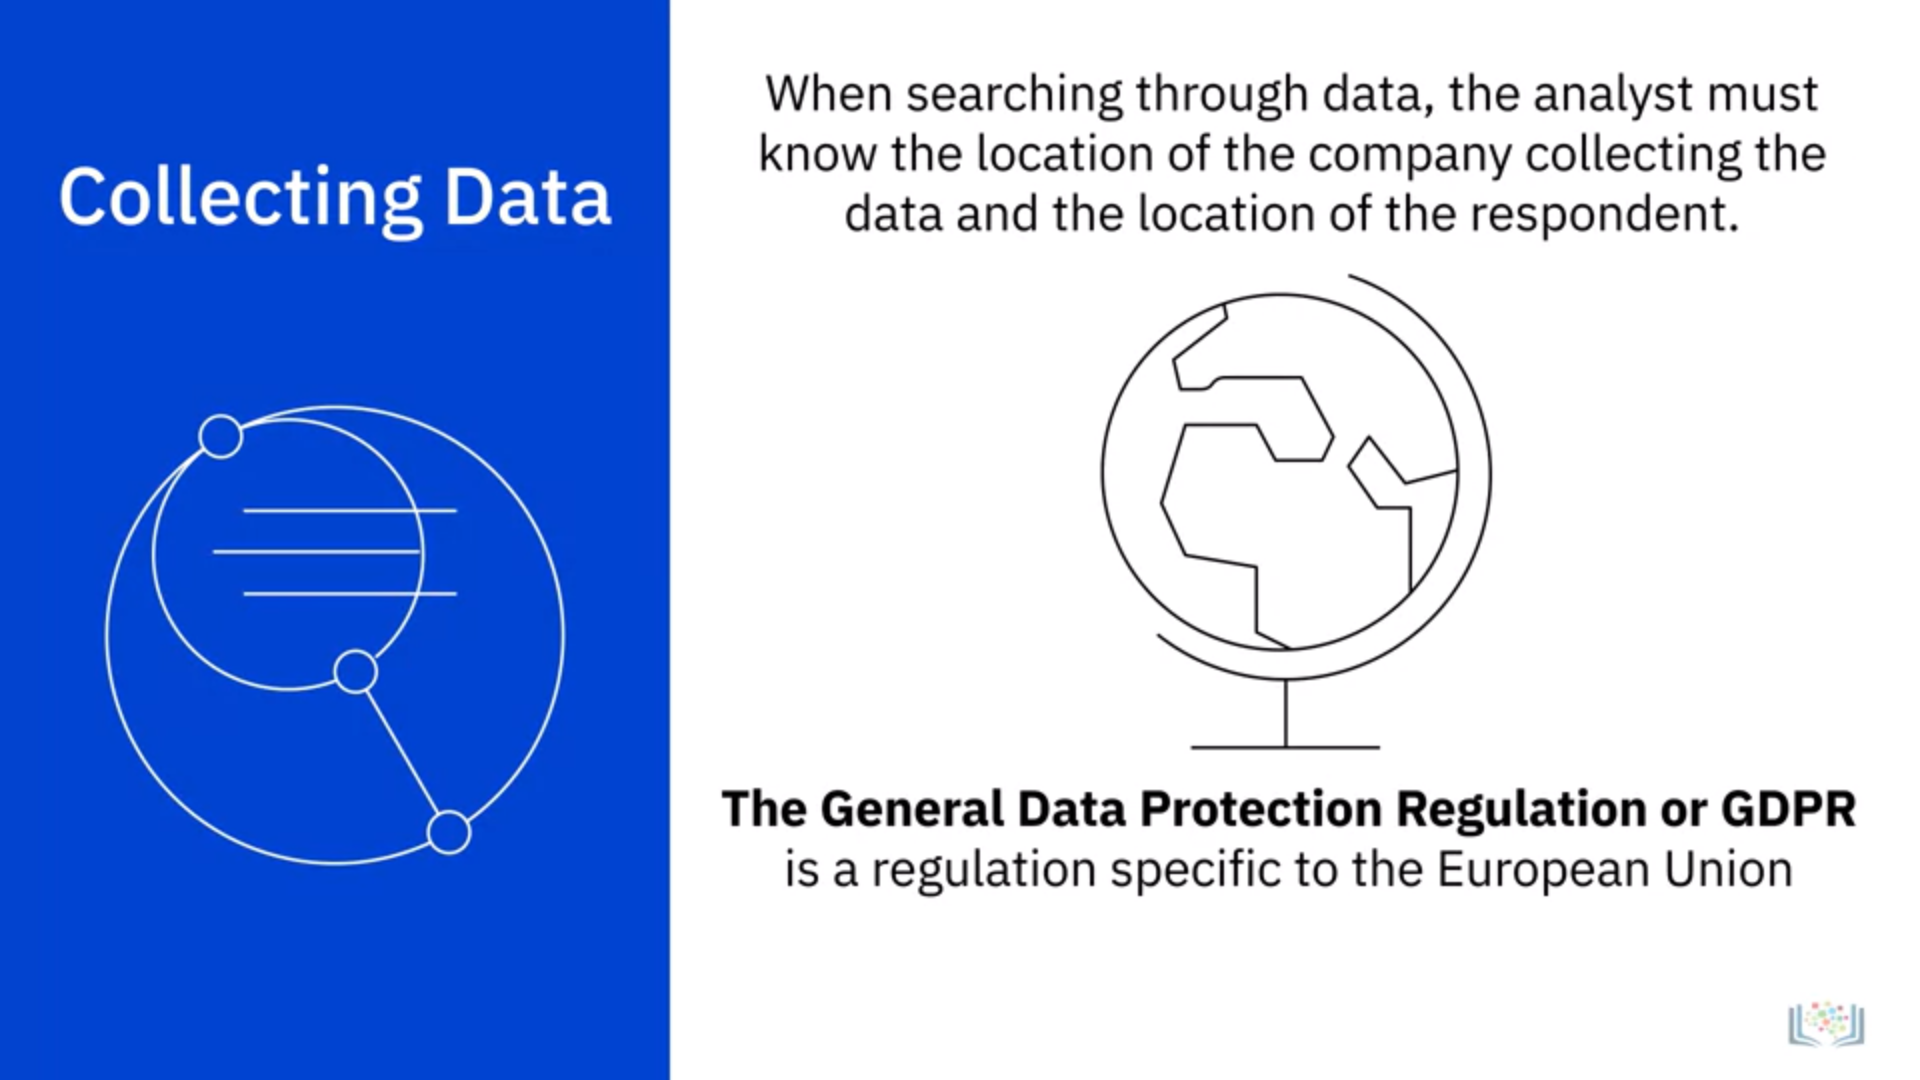 Collecting Data
When searching through data, the analyst must
know the location of the company collecting the
data and the location of the respondent.
The General Data Protection Regulation or GDPR
is a regulation specific to the European Union